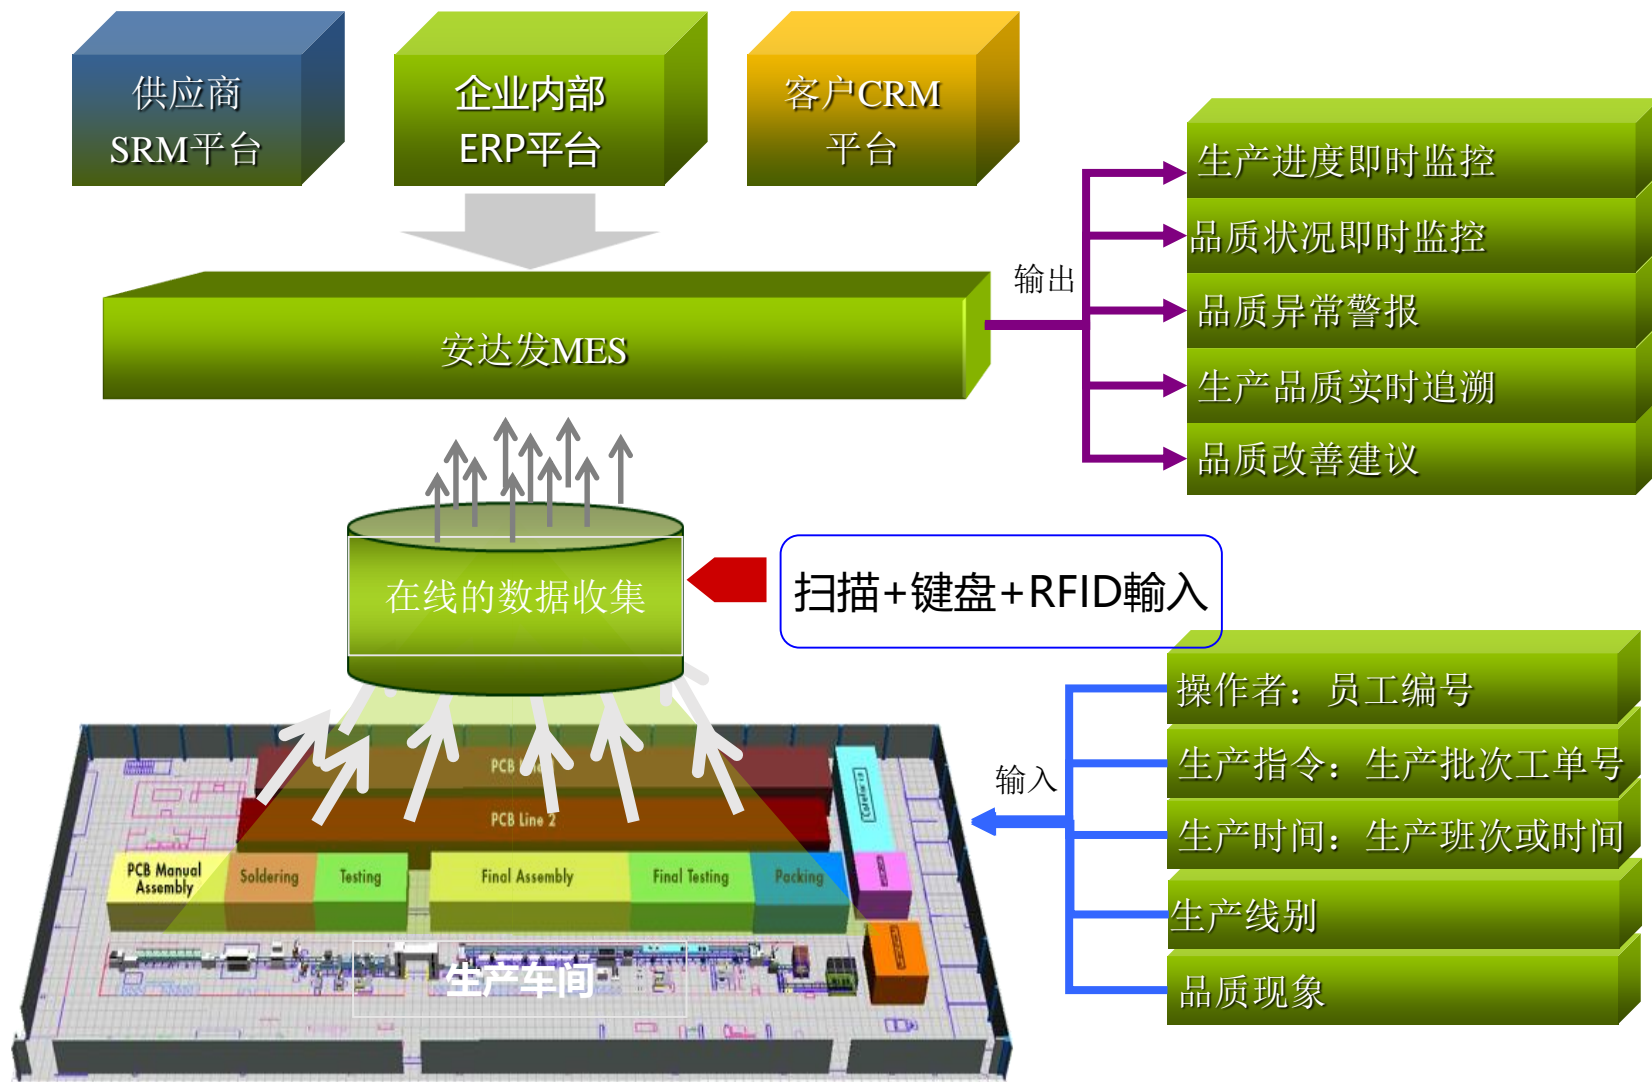 供应商
SRM平台
企业内部
ERP平台
客户CRM
平台
生产进度即时监控
品质状况即时监控
品质异常警报
生产品质实时追溯
品质改善建议
输出
安达发MES
在线的数据收集
扫描+键盘+RFID輸入
操作者：员工编号
生产指令：生产批次工单号
生产时间：生产班次或时间
生产线别
品质现象
输入
PCB
PCB Line 2
PCB Manual
Assembly
Soldering
Testing
Final Assembly
Final Testing
Packing
生产车间